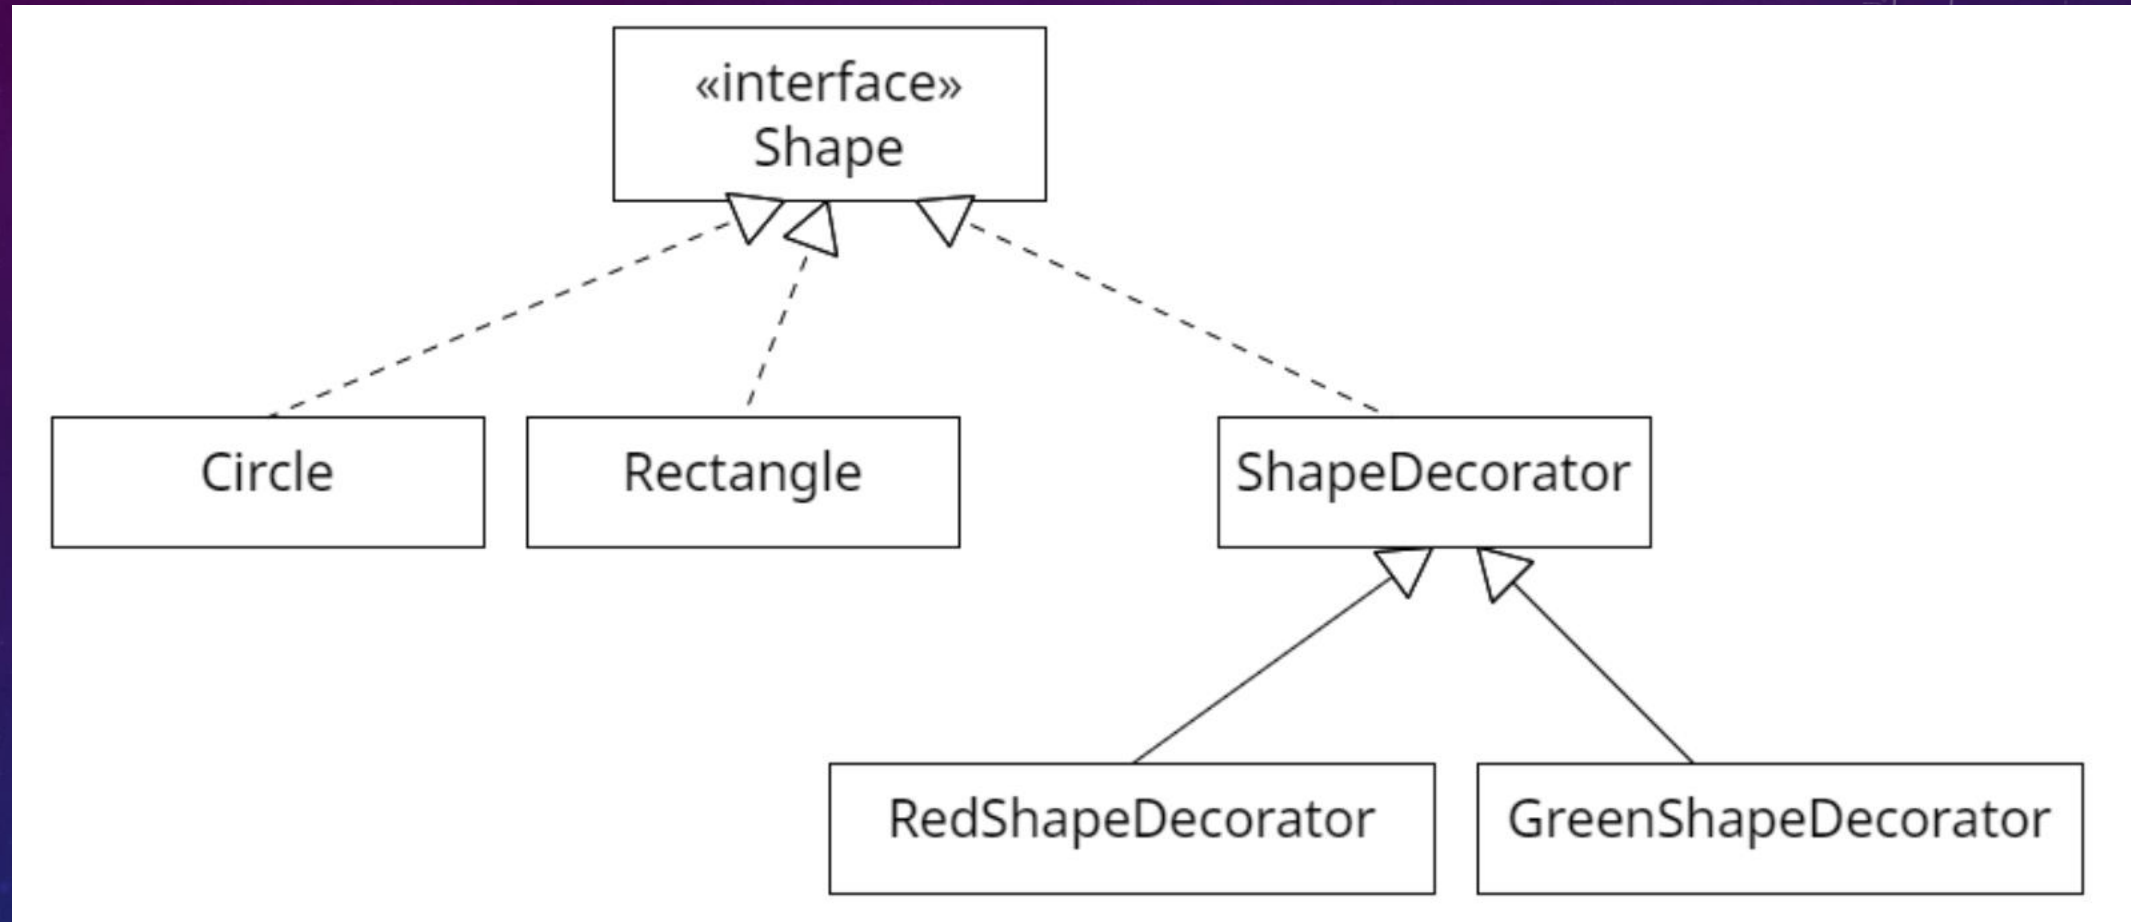 «interface»
Shape
Circle
Rectangle
ShapeDecorator
RedShapeDecorator
GreenShapeDecorator